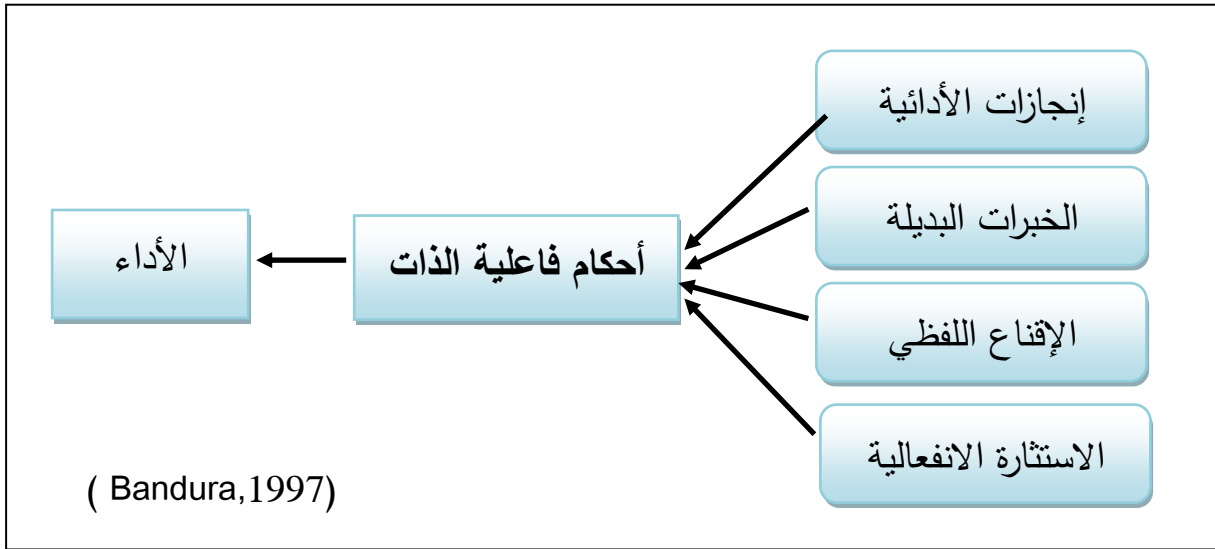 إنجازات الأدائية
الخبرات البديلة
الإقناع اللفظي
الاستثارة الانفعالية
أحكام فاعلية الذات
الأداء
( Bandura,1997)